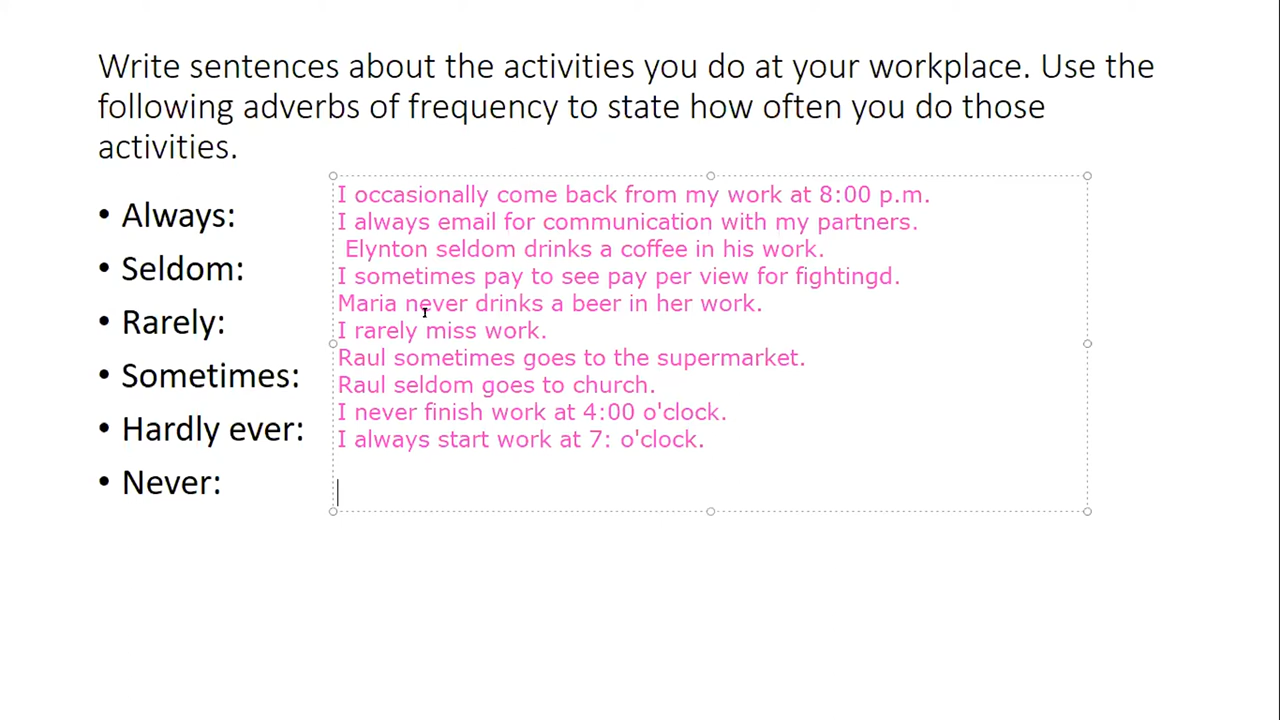 Write sentences about the activities you do at your workplace. Use the
following adverbs of frequency to state how often you do those
activities.
• Always:
• Seldom:
• Rarely:
• Sometimes:
• Hardly ever:
• Never:
I occasionally come back from my work at 8:00 p.m.
I always email for communication with my partners.
Elynton seldom drinks a coffee in his work.
I sometimes pay to see pay per view for fightingd.
Maria never drinks a beer in her work.
I rarely miss work.
Raul sometimes goes to the supermarket.
Raul seldom goes to church.
I never finish work at 4:00 o'clock.
I always start work at 7: o'clock.